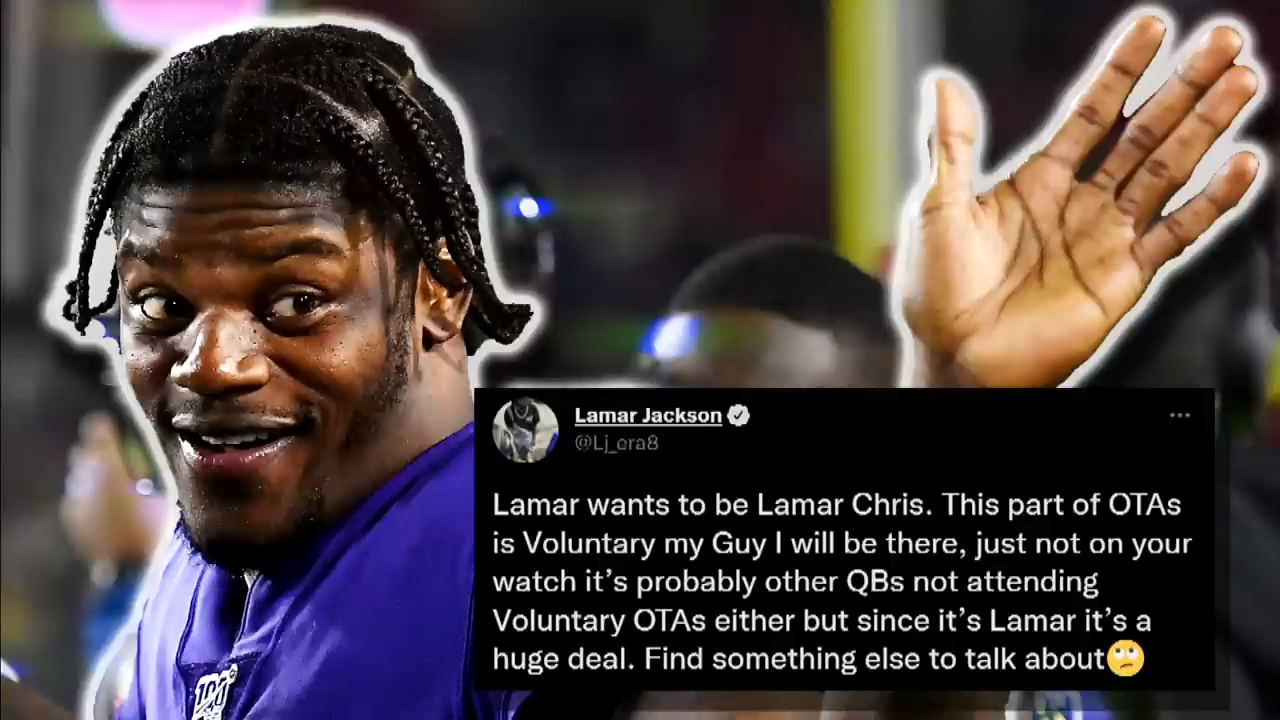 Lamar Jackson
@Lj_era8
Lamar wants to be Lamar Chris. This part of OTAs
is Voluntary my Guy I will be there, just not on your
watch it’s probably other QBs not attending
Voluntary OTAs either but since it’s Lamar it’s a
huge deal. Find something else to talk about🙄
100